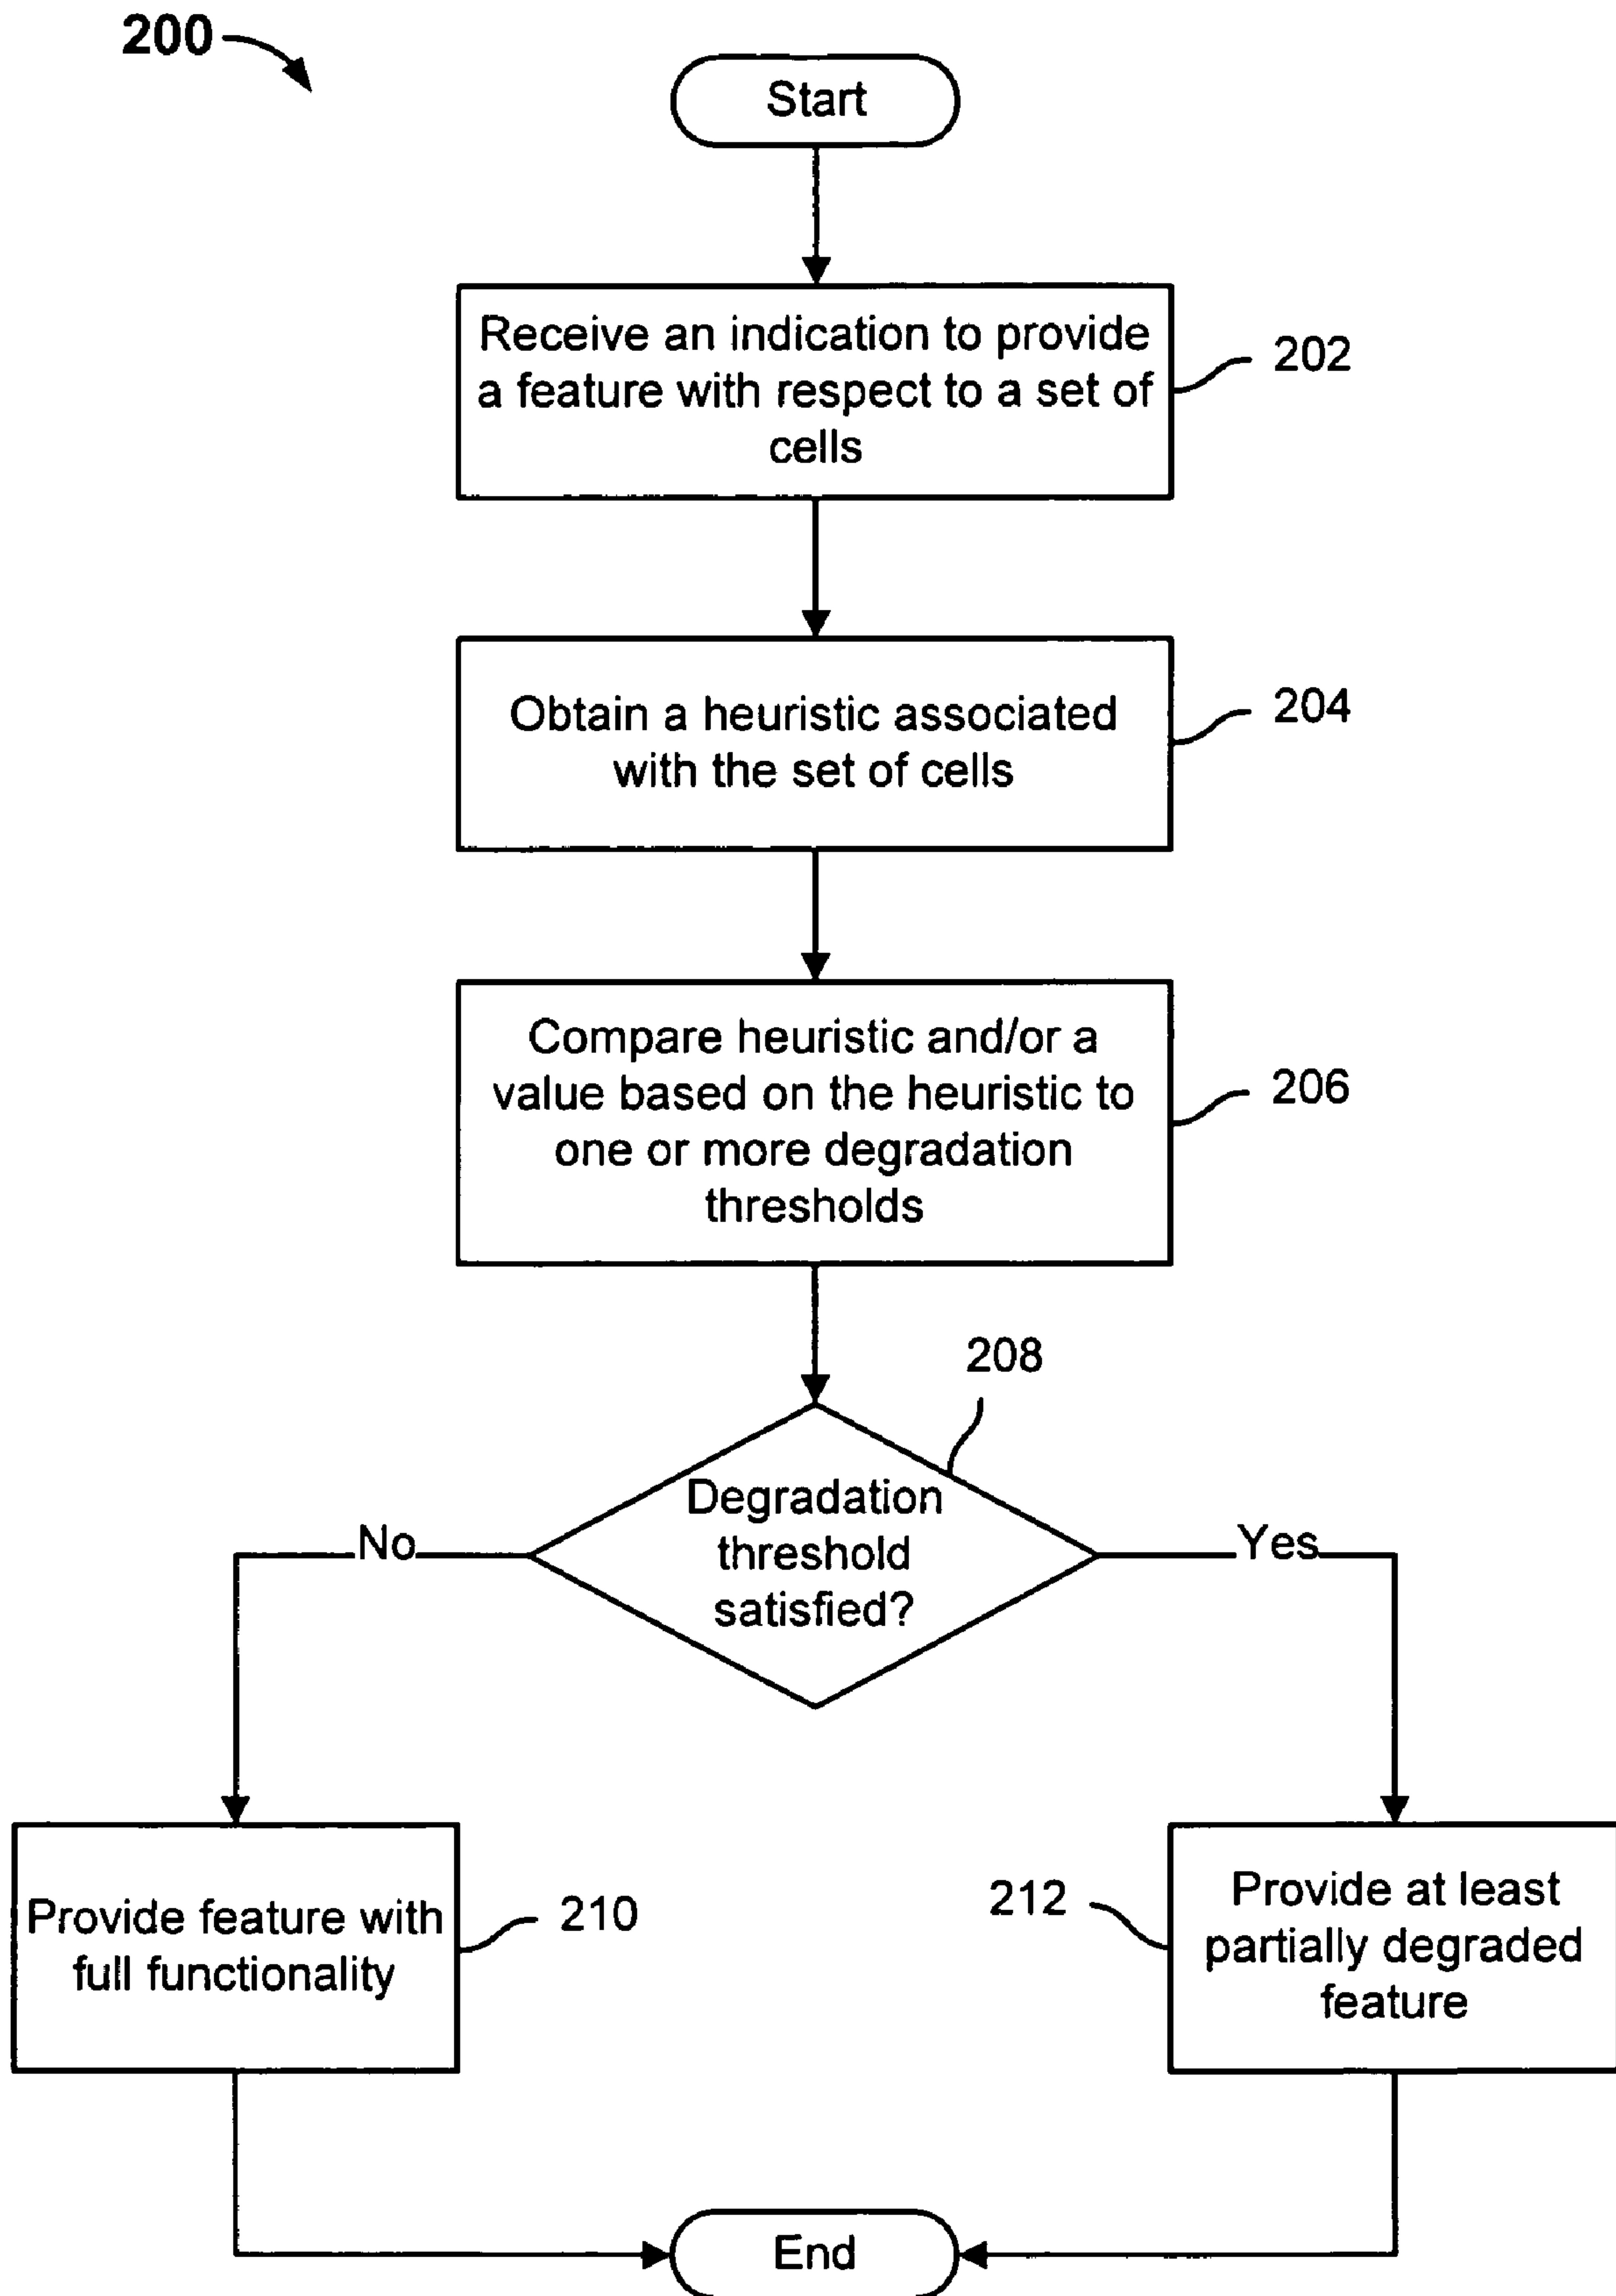 200
Start
Receive an indication to provide
a feature with respect to a set of
cells
202
Obtain a heuristic associated
with the set of cells
204
Compare heuristic and/or a
value based on the heuristic to
one or more degradation
thresholds
206
208
Degradation
threshold
satisfied?
No
Yes
Provide feature with
full functionality
210
212
Provide at least
partially degraded
feature
End